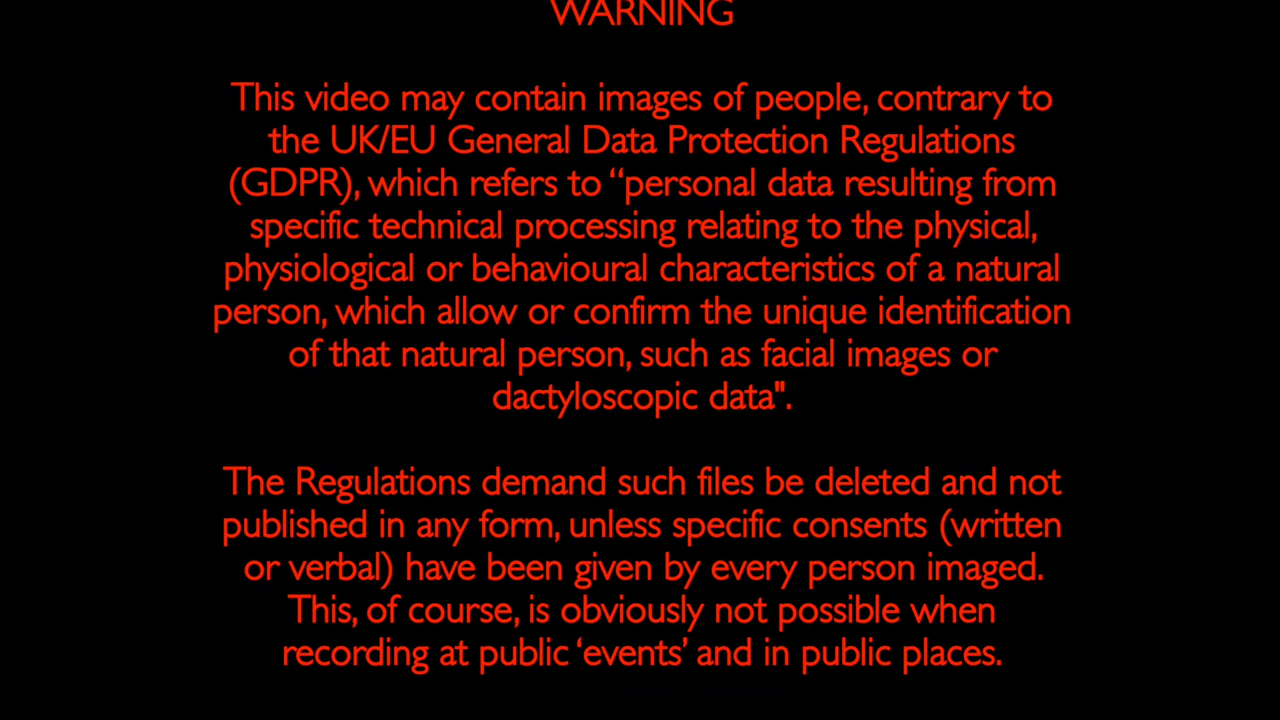 WARNING
This video may contain images of people, contrary to
the UK/EU General Data Protection Regulations
(GDPR), which refers to “personal data resulting from
specific technical processing relating to the physical,
physiological or behavioural characteristics of a natural
person, which allow or confirm the unique identification
of that natural person, such as facial images or
dactyloscopic data".
The Regulations demand such files be deleted and not
published in any form, unless specific consents (written
or verbal) have been given by every person imaged.
This, of course, is obviously not possible when
recording at public ‘events’ and in public places.